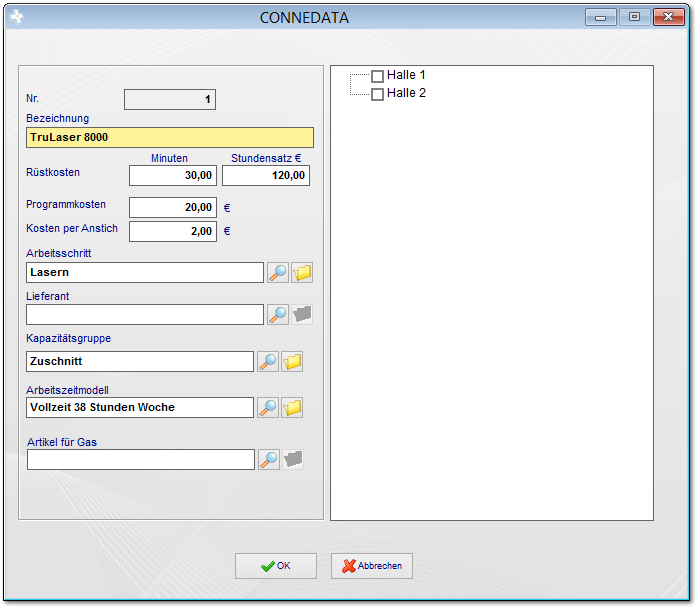 CONNEDATA
Nr. 1
Bezeichnung
TruLaser 8000
Minuten Stundensatz €
Rüstkosten 30,00 120,00
Programmkosten 20,00 €
Kosten per Anstich 2,00 €
Arbeitsschritt
Lasern
Lieferant
Kapazitätsgruppe
Zuschnitt
Arbeitszeitmodell
Vollzeit 38 Stunden Woche
Artikel für Gas
Halle 1
Halle 2
OK Abbrechen